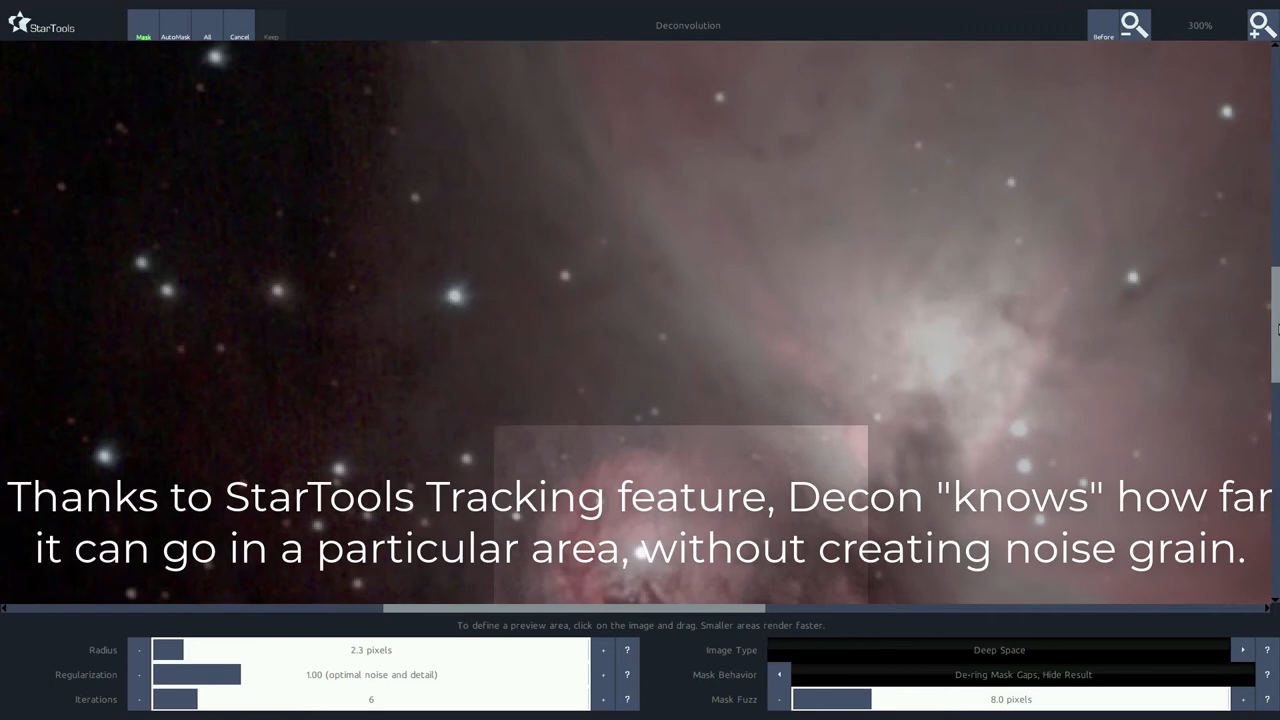 StarTools
Mask
AutoMask
All
Cancel
Keep
Deconvolution
Before
300%
Thanks to StarTools Tracking feature, Decon "knows" how far
it can go in a particular area, without creating noise grain.
To define a preview area, click on the image and drag. Smaller areas render faster.
Radius - 2.3 pixels + ?
Regularization - 1.00 (optimal noise and detail) + ?
Iterations - 6 + ?
Image Type Deep Space ?
Mask Behavior De-ring Mask Gaps, Hide Result ?
Mask Fuzz - 8.0 pixels + ?